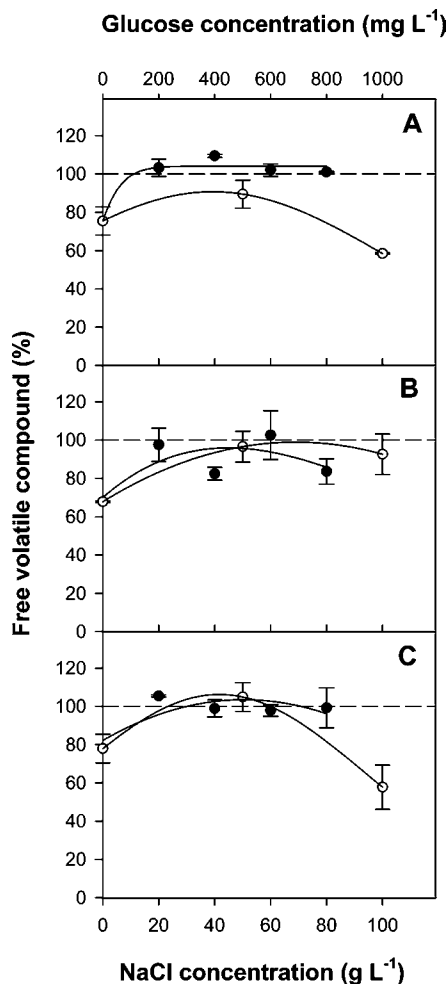 Glucose concentration (mg L⁻¹)
0 200 400 600 800 1000
A
120
100
80
60
40
20
0
B
120
100
80
60
40
20
0
C
120
100
80
60
40
20
0
Free volatile compound (%)
0 20 40 60 80 100
NaCl concentration (g L⁻¹)